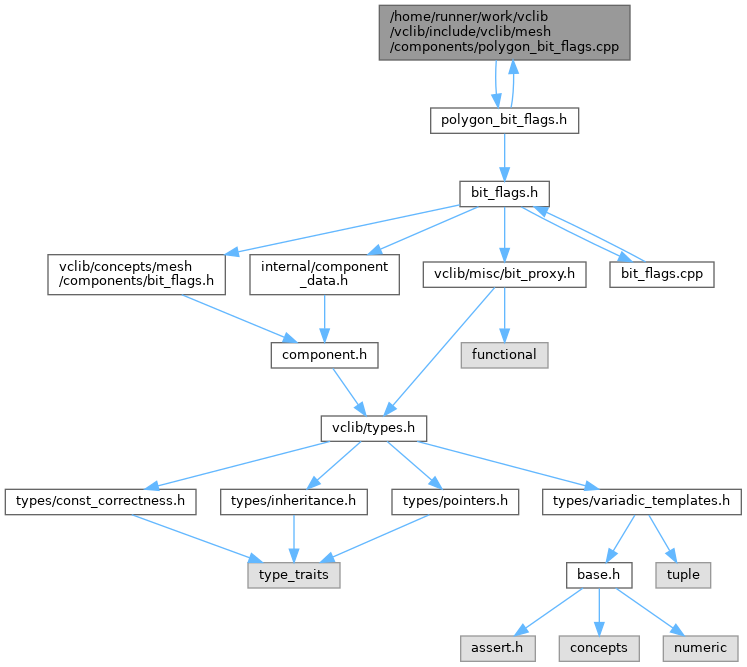 /home/runner/work/vclib
/vclib/include/vclib/mesh
/components/polygon_bit_flags.cpp
polygon_bit_flags.h
bit_flags.h
vclib/concepts/mesh
/components/bit_flags.h
internal/component
_data.h
vclib/misc/bit_proxy.h
bit_flags.cpp
component.h
functional
vclib/types.h
types/const_correctness.h
types/inheritance.h
types/pointers.h
types/variadic_templates.h
type_traits
base.h
tuple
assert.h
concepts
numeric